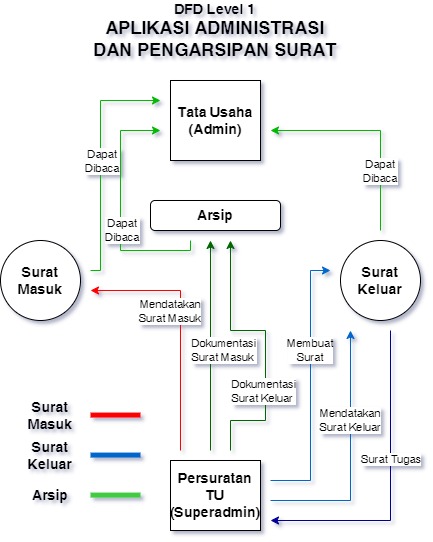 DFD Level 1
APLIKASI ADMINISTRASI
DAN PENGARSIPAN SURAT
Tata Usaha
(Admin)
Dapat
Dibaca
Dapat
Dibaca
Arsip
Dapat
Dibaca
Surat
Masuk
Surat
Keluar
Mendatakan
Surat Masuk
Dokumentasi
Surat Masuk
Membuat
Surat
Dokumentasi
Surat Keluar
Mendatakan
Surat Keluar
Surat
Masuk
Surat
Keluar
Surat Tugas
Arsip
Persuratan
TU
(Superadmin)